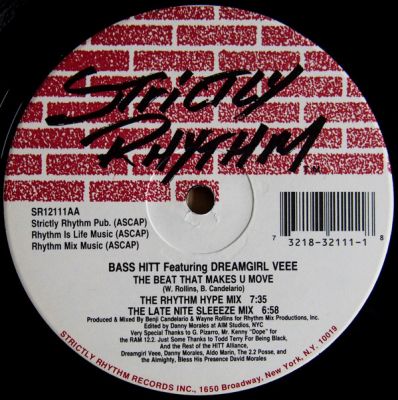 STRICTLY
RHYTHM
T.M.
SR12111AA
Strictly Rhythm Pub. (ASCAP)
Rhythm Is Life Music (ASCAP)
Rhythm Mix Music (ASCAP)
7 3218-32111-1 8
BASS HITT Featuring DREAMGIRL VEEE
THE BEAT THAT MAKES U MOVE
(W. Rollins, B. Candelario)
THE RHYTHM HYPE MIX 7:35
THE LATE NITE SLEEEZE MIX 6:58
Produced & Mixed by Benji Candelario & Wayne Rollins for Rhythm Mix Productions, Inc.
Edited by Danny Morales at AIM Studios, NYC
Very Special Thanks to G. Pizarro, Mr. Kenny "Dope" for
the RAM 12.2. Just Some Thanks to Todd Terry For Being Black,
And the Rest of the HITT Alliance,
Dreamgirl Veee, Danny Morales, Aldo Marin, The 2.2 Posse, and
the Almighty, Bless His Presence David Morales
STRICTLY RHYTHM RECORDS INC., 1650 Broadway, New York, N.Y. 10019